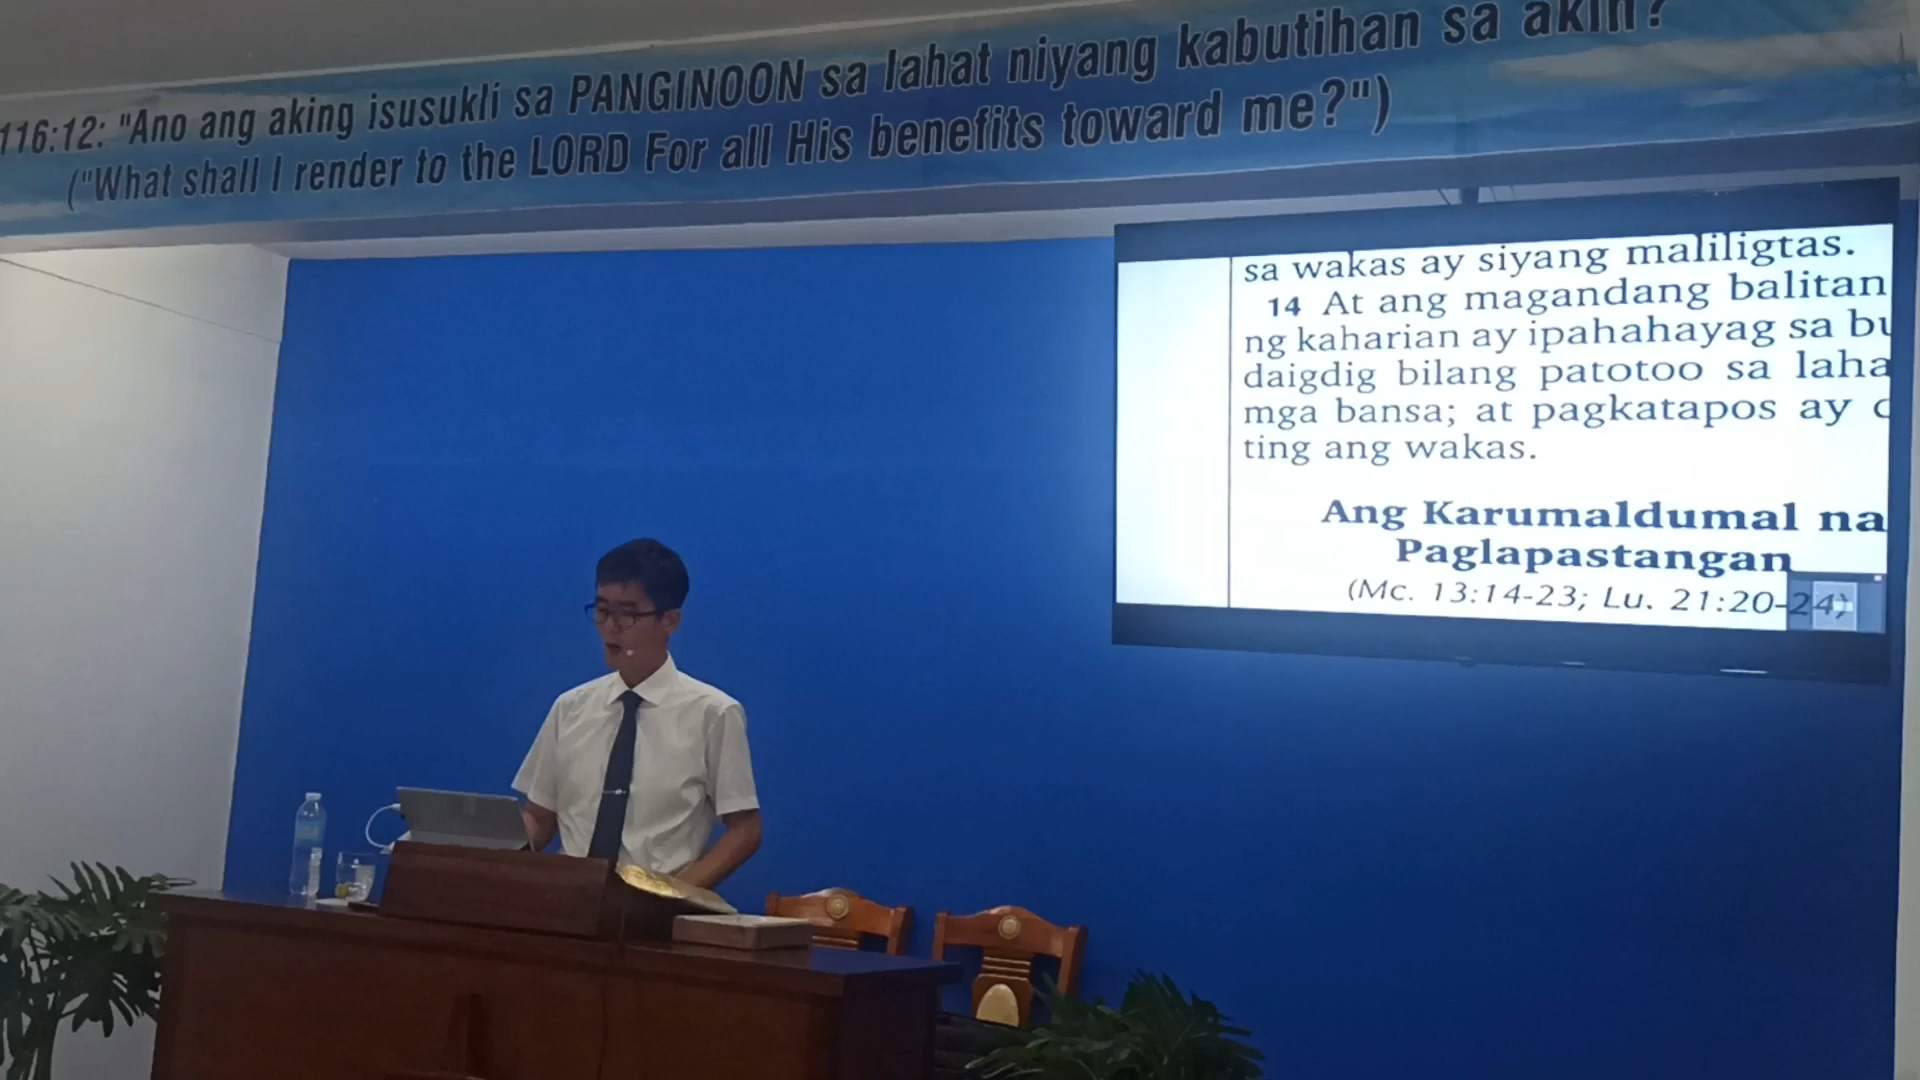 116:12: "Ano ang aking isusukli sa PANGINOON sa lahat niyang kabutihan sa akin?
("What shall I render to the LORD For all His benefits toward me?")
sa wakas ay siyang maliligtas.
14 At ang magandang balitan
ng kaharian ay ipahahayag sa bu
daigdig bilang patotoo sa laha
mga bansa; at pagkatapos ay d
ting ang wakas.
Ang Karumaldumal na
Paglapastangan
(Mc. 13:14-23; Lu. 21:20-24)